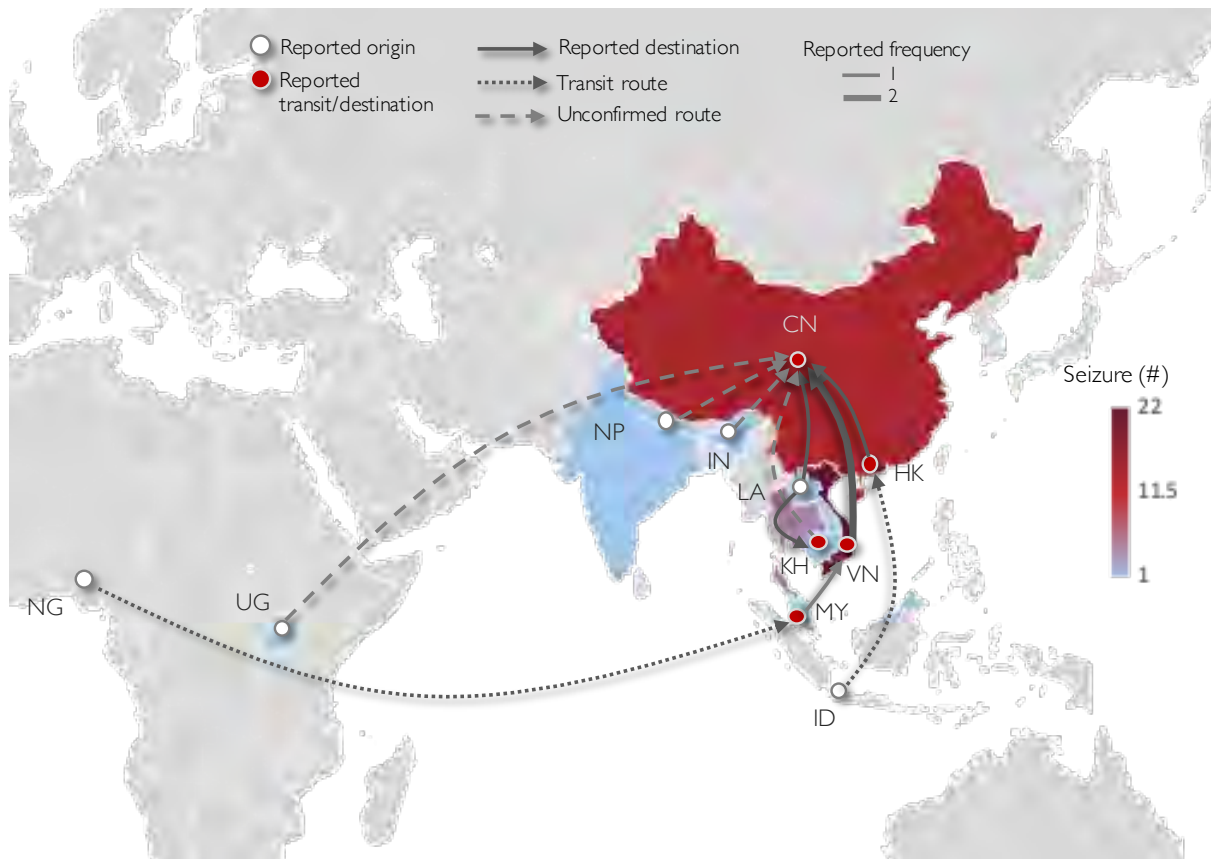 Reported origin
Reported
transit/destination
Reported destination
Transit route
Unconfirmed route
Reported frequency
1
2
CN
Seizure (#)
22
11.5
1
NP
IN
HK
LA
KH
VN
NG
UG
MY
ID